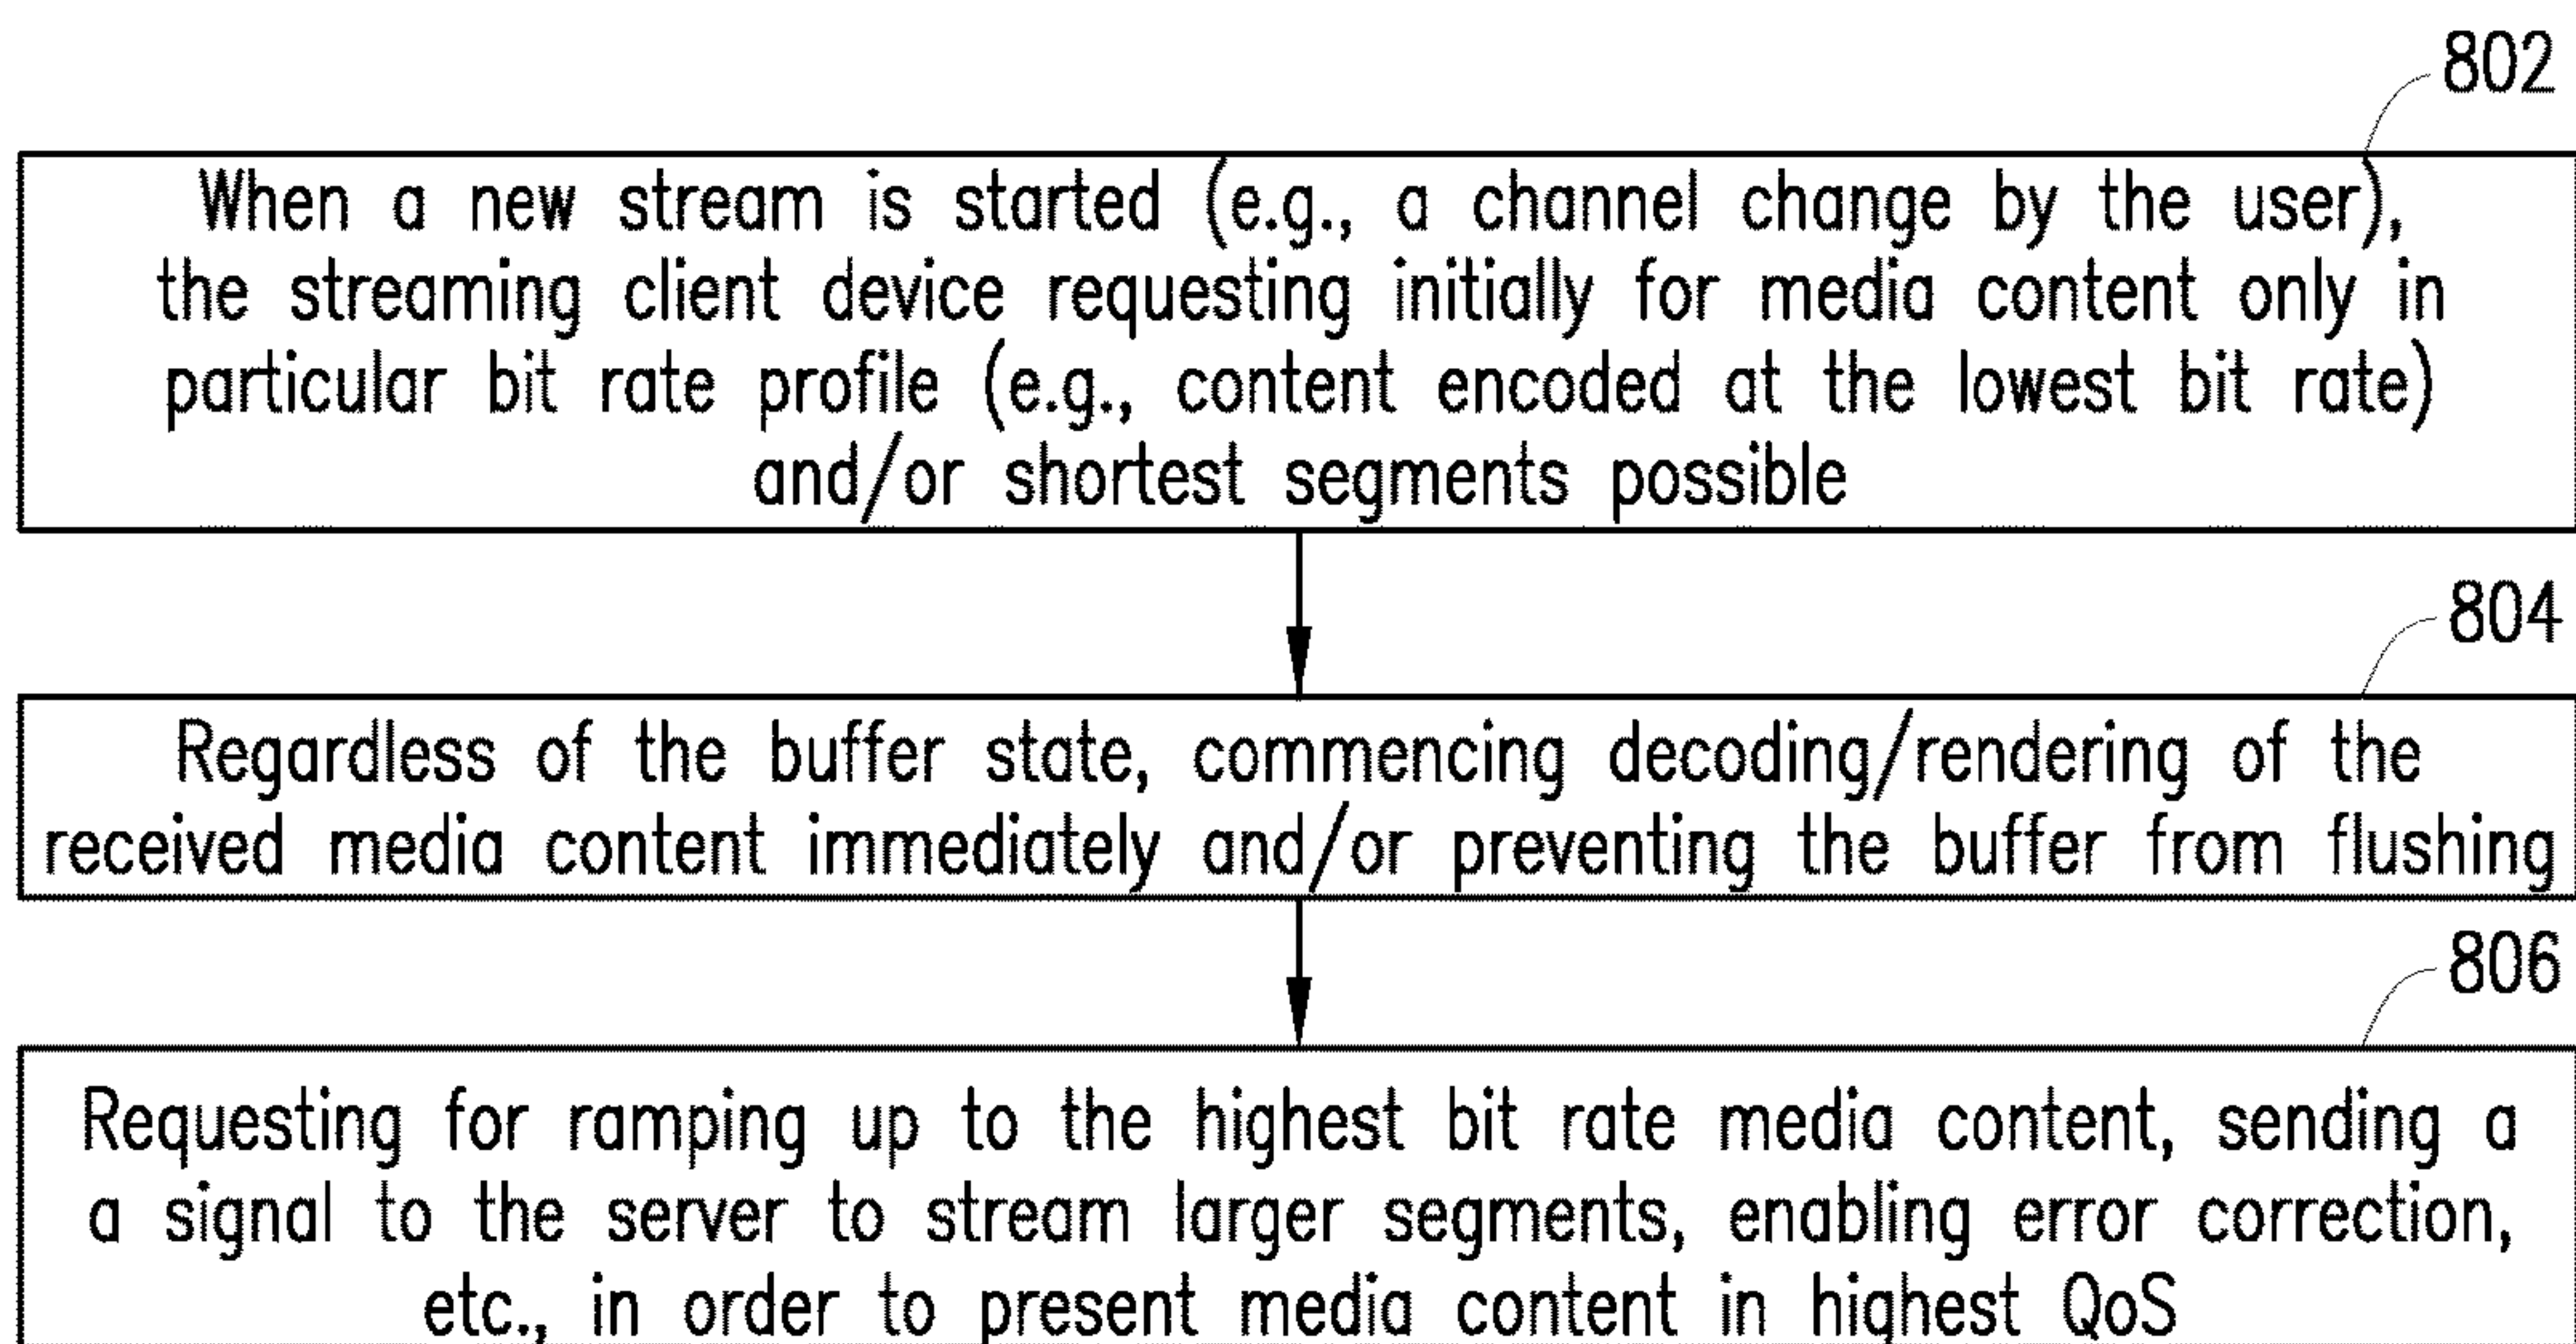 802
When a new stream is started (e.g., a channel change by the user),
the streaming client device requesting initially for media content only in
particular bit rate profile (e.g., content encoded at the lowest bit rate)
and/or shortest segments possible
804
Regardless of the buffer state, commencing decoding/rendering of the
received media content immediately and/or preventing the buffer from flushing
806
Requesting for ramping up to the highest bit rate media content, sending a
a signal to the server to stream larger segments, enabling error correction,
etc., in order to present media content in highest QoS